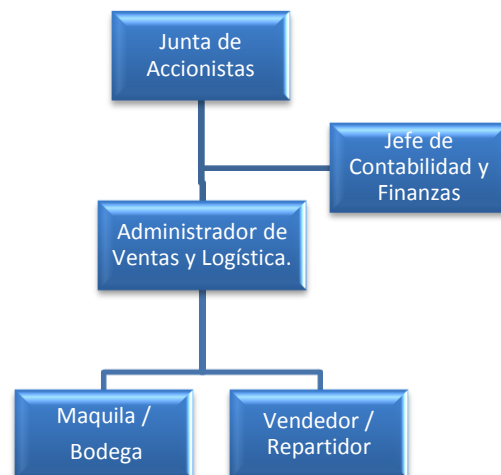 Junta de
Accionistas
Jefe de
Contabilidad y
Finanzas
Administrador de
Ventas y Logística.
Maquila /
Bodega
Vendedor /
Repartidor